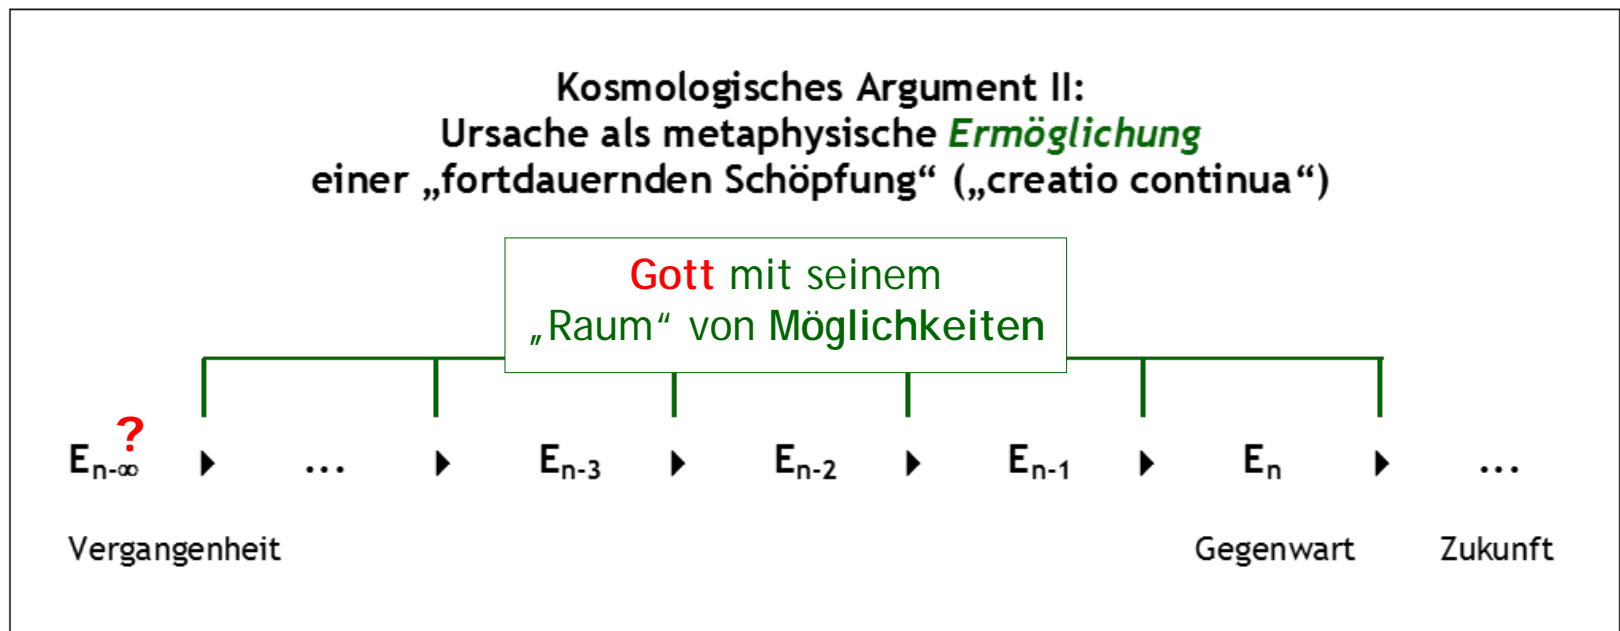 Kosmologisches Argument II:
Ursache als metaphysische Ermöglichung
einer „fortdauernden Schöpfung“ („creatio continua“)
Gott mit seinem
„Raum“ von Möglichkeiten
?
Eₙ₋∞ ▸ ... ▸ Eₙ₋₃ ▸ Eₙ₋₂ ▸ Eₙ₋₁ ▸ Eₙ ▸ ...
Vergangenheit Gegenwart Zukunft